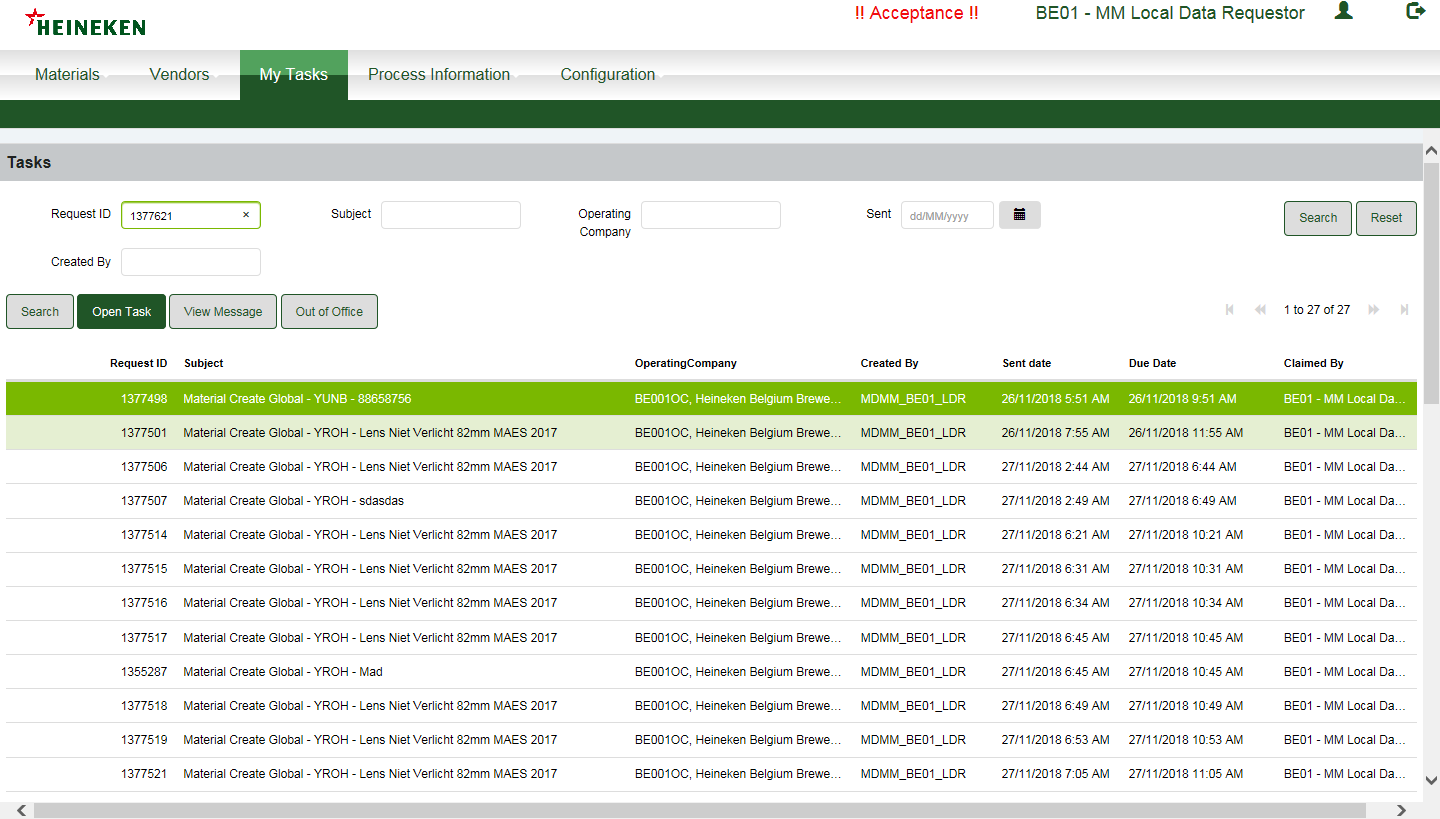 HEINEKEN
!! Acceptance !! BE01 - MM Local Data Requestor
Materials Vendors My Tasks Process Information Configuration
Tasks
Request ID 1377621 × Subject Operating Company Sent dd/MM/yyyy Search Reset
Created By
Search Open Task View Message Out of Office 1 to 27 of 27
Request ID Subject OperatingCompany Created By Sent date Due Date Claimed By
1377498 Material Create Global - YUNB - 88658756 BE001OC, Heineken Belgium Brewe... MDMM_BE01_LDR 26/11/2018 5:51 AM 26/11/2018 9:51 AM BE01 - MM Local Da...
1377501 Material Create Global - YROH - Lens Niet Verlicht 82mm MAES 2017 BE001OC, Heineken Belgium Brewe... MDMM_BE01_LDR 26/11/2018 7:55 AM 26/11/2018 11:55 AM BE01 - MM Local Da...
1377506 Material Create Global - YROH - Lens Niet Verlicht 82mm MAES 2017 BE001OC, Heineken Belgium Brewe... MDMM_BE01_LDR 27/11/2018 2:44 AM 27/11/2018 6:44 AM BE01 - MM Local Da...
1377507 Material Create Global - YROH - sdasdas BE001OC, Heineken Belgium Brewe... MDMM_BE01_LDR 27/11/2018 2:49 AM 27/11/2018 6:49 AM BE01 - MM Local Da...
1377514 Material Create Global - YROH - Lens Niet Verlicht 82mm MAES 2017 BE001OC, Heineken Belgium Brewe... MDMM_BE01_LDR 27/11/2018 6:21 AM 27/11/2018 10:21 AM BE01 - MM Local Da...
1377515 Material Create Global - YROH - Lens Niet Verlicht 82mm MAES 2017 BE001OC, Heineken Belgium Brewe... MDMM_BE01_LDR 27/11/2018 6:31 AM 27/11/2018 10:31 AM BE01 - MM Local Da...
1377516 Material Create Global - YROH - Lens Niet Verlicht 82mm MAES 2017 BE001OC, Heineken Belgium Brewe... MDMM_BE01_LDR 27/11/2018 6:34 AM 27/11/2018 10:34 AM BE01 - MM Local Da...
1377517 Material Create Global - YROH - Lens Niet Verlicht 82mm MAES 2017 BE001OC, Heineken Belgium Brewe... MDMM_BE01_LDR 27/11/2018 6:45 AM 27/11/2018 10:45 AM BE01 - MM Local Da...
1355287 Material Create Global - YROH - Mad BE001OC, Heineken Belgium Brewe... MDMM_BE01_LDR 27/11/2018 6:45 AM 27/11/2018 10:45 AM BE01 - MM Local Da...
1377518 Material Create Global - YROH - Lens Niet Verlicht 82mm MAES 2017 BE001OC, Heineken Belgium Brewe... MDMM_BE01_LDR 27/11/2018 6:49 AM 27/11/2018 10:49 AM BE01 - MM Local Da...
1377519 Material Create Global - YROH - Lens Niet Verlicht 82mm MAES 2017 BE001OC, Heineken Belgium Brewe... MDMM_BE01_LDR 27/11/2018 6:53 AM 27/11/2018 10:53 AM BE01 - MM Local Da...
1377521 Material Create Global - YROH - Lens Niet Verlicht 82mm MAES 2017 BE001OC, Heineken Belgium Brewe... MDMM_BE01_LDR 27/11/2018 7:05 AM 27/11/2018 11:05 AM BE01 - MM Local Da...